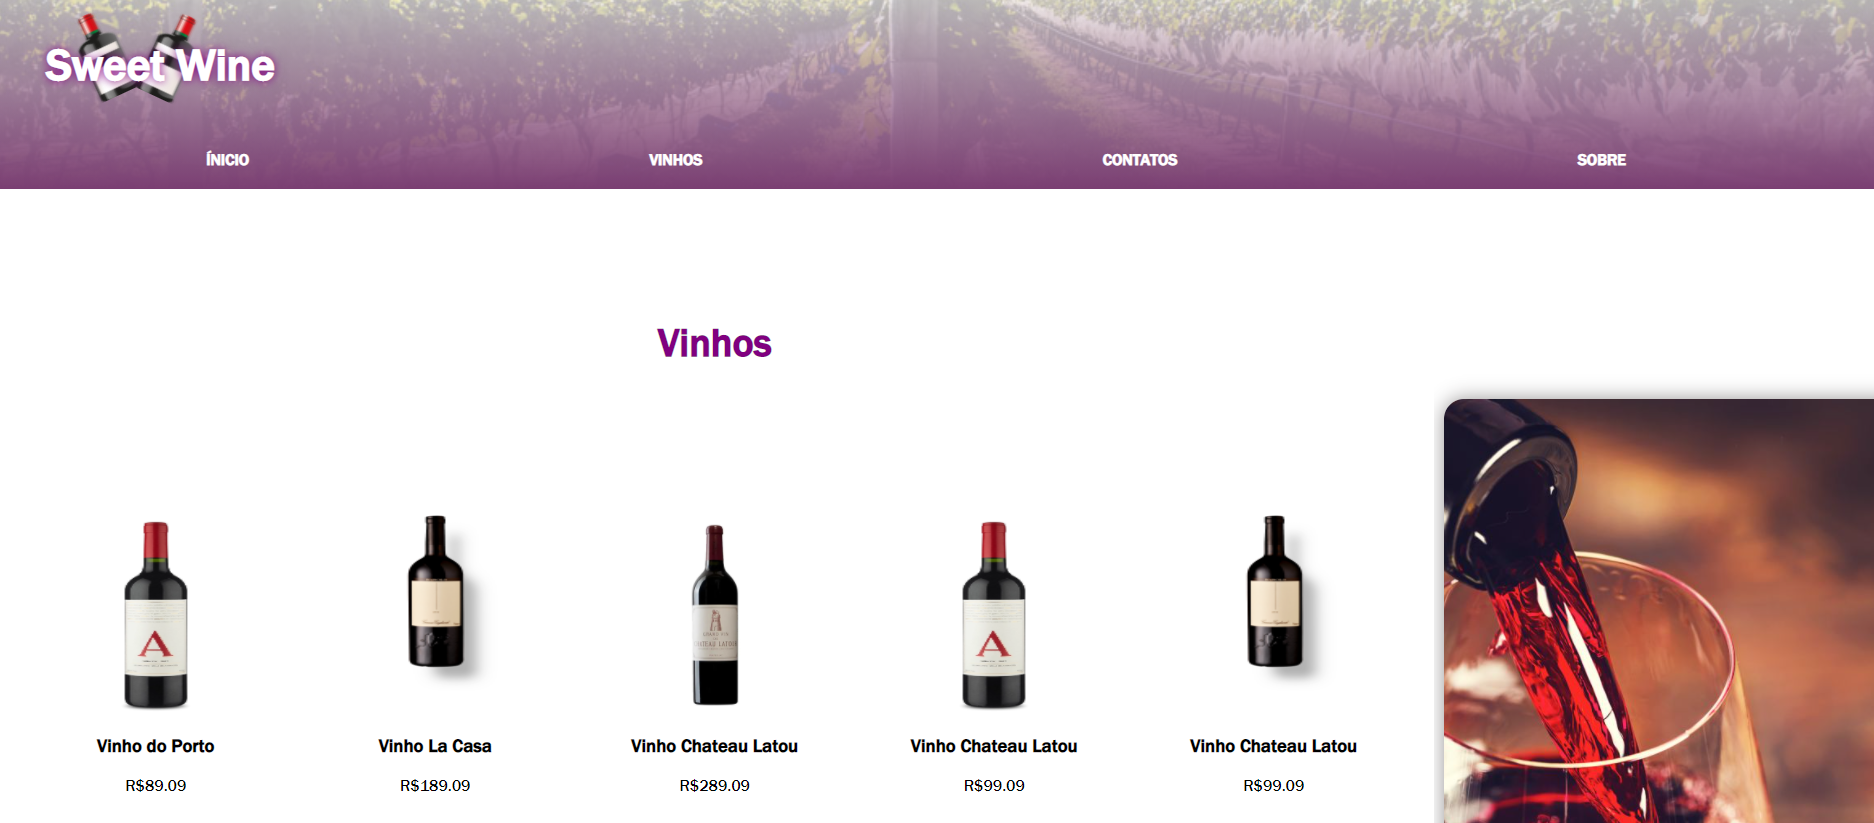 Sweet Wine
ÍNICIO VINHOS CONTATOS SOBRE
Vinhos
A
A
Vinho do Porto
R$89.09
Vinho La Casa
R$189.09
Vinho Chateau Latou
R$289.09
Vinho Chateau Latou
R$99.09
Vinho Chateau Latou
R$99.09